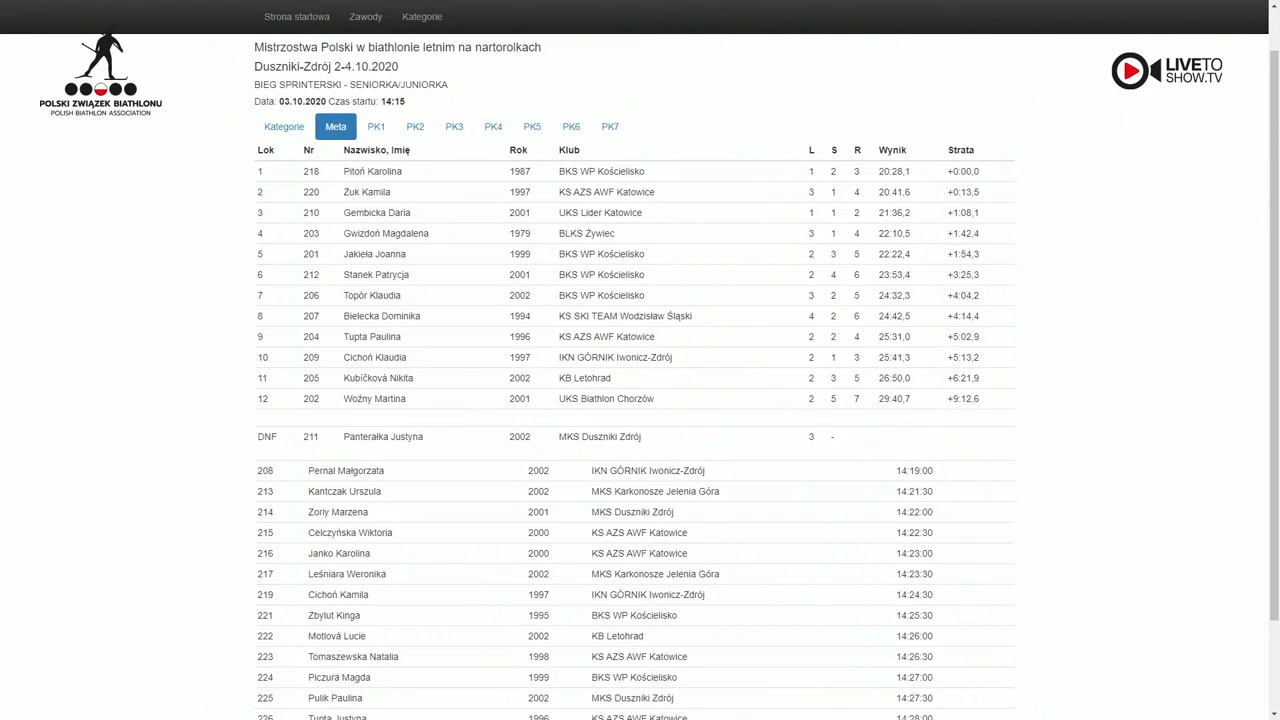 Strona startowa Zawody Kategorie
POLSKI ZWIĄZEK BIATHLONU
POLISH BIATHLON ASSOCIATION
LIVETO
SHOW.TV
Mistrzostwa Polski w biathlonie letnim na nartorolkach
Duszniki-Zdrój 2-4.10.2020
BIEG SPRINTERSKI - SENIORKA/JUNIORKA
Data: 03.10.2020 Czas startu: 14:15
Kategorie Meta PK1 PK2 PK3 PK4 PK5 PK6 PK7
Lok Nr Nazwisko, Imię Rok Klub L S R Wynik Strata
1 218 Pitoń Karolina 1987 BKS WP Kościelisko 1 2 3 20:28,1 +0:00,0
2 220 Żuk Kamila 1997 KS AZS AWF Katowice 3 1 4 20:41,6 +0:13,5
3 210 Gembicka Daria 2001 UKS Lider Katowice 1 1 2 21:36,2 +1:08,1
4 203 Gwizdoń Magdalena 1979 BLKS Żywiec 3 1 4 22:10,5 +1:42,4
5 201 Jakieła Joanna 1999 BKS WP Kościelisko 2 3 5 22:22,4 +1:54,3
6 212 Stanek Patrycja 2001 BKS WP Kościelisko 2 4 6 23:53,4 +3:25,3
7 206 Topór Klaudia 2002 BKS WP Kościelisko 3 2 5 24:32,3 +4:04,2
8 207 Bielecka Dominika 1994 KS SKI TEAM Wodzisław Śląski 4 2 6 24:42,5 +4:14,4
9 204 Tupta Paulina 1996 KS AZS AWF Katowice 2 2 4 25:31,0 +5:02,9
10 209 Cichoń Klaudia 1997 IKN GÓRNIK Iwonicz-Zdrój 2 1 3 25:41,3 +5:13,2
11 205 Kubíčková Nikita 2002 KB Letohrad 2 3 5 26:50,0 +6:21,9
12 202 Woźny Martina 2001 UKS Biathlon Chorzów 2 5 7 29:40,7 +9:12,6
DNF 211 Panterałka Justyna 2002 MKS Duszniki Zdrój 3 -
208 Pernal Małgorzata 2002 IKN GÓRNIK Iwonicz-Zdrój 14:19:00
213 Kantczak Urszula 2002 MKS Karkonosze Jelenia Góra 14:21:30
214 Żoriy Marzena 2001 MKS Duszniki Zdrój 14:22:00
215 Celczyńska Wiktoria 2000 KS AZS AWF Katowice 14:22:30
216 Janko Karolina 2000 KS AZS AWF Katowice 14:23:00
217 Leśniara Weronika 2002 MKS Karkonosze Jelenia Góra 14:23:30
219 Cichoń Kamila 1997 IKN GÓRNIK Iwonicz-Zdrój 14:24:30
221 Zbylut Kinga 1995 BKS WP Kościelisko 14:25:30
222 Motlová Lucie 2002 KB Letohrad 14:26:00
223 Tomaszewska Natalia 1998 KS AZS AWF Katowice 14:26:30
224 Piczura Magda 1999 BKS WP Kościelisko 14:27:00
225 Pulik Paulina 2002 MKS Duszniki Zdrój 14:27:30
226 Tupta Justyna 1996 KS AZS AWF Katowice 14:28:00